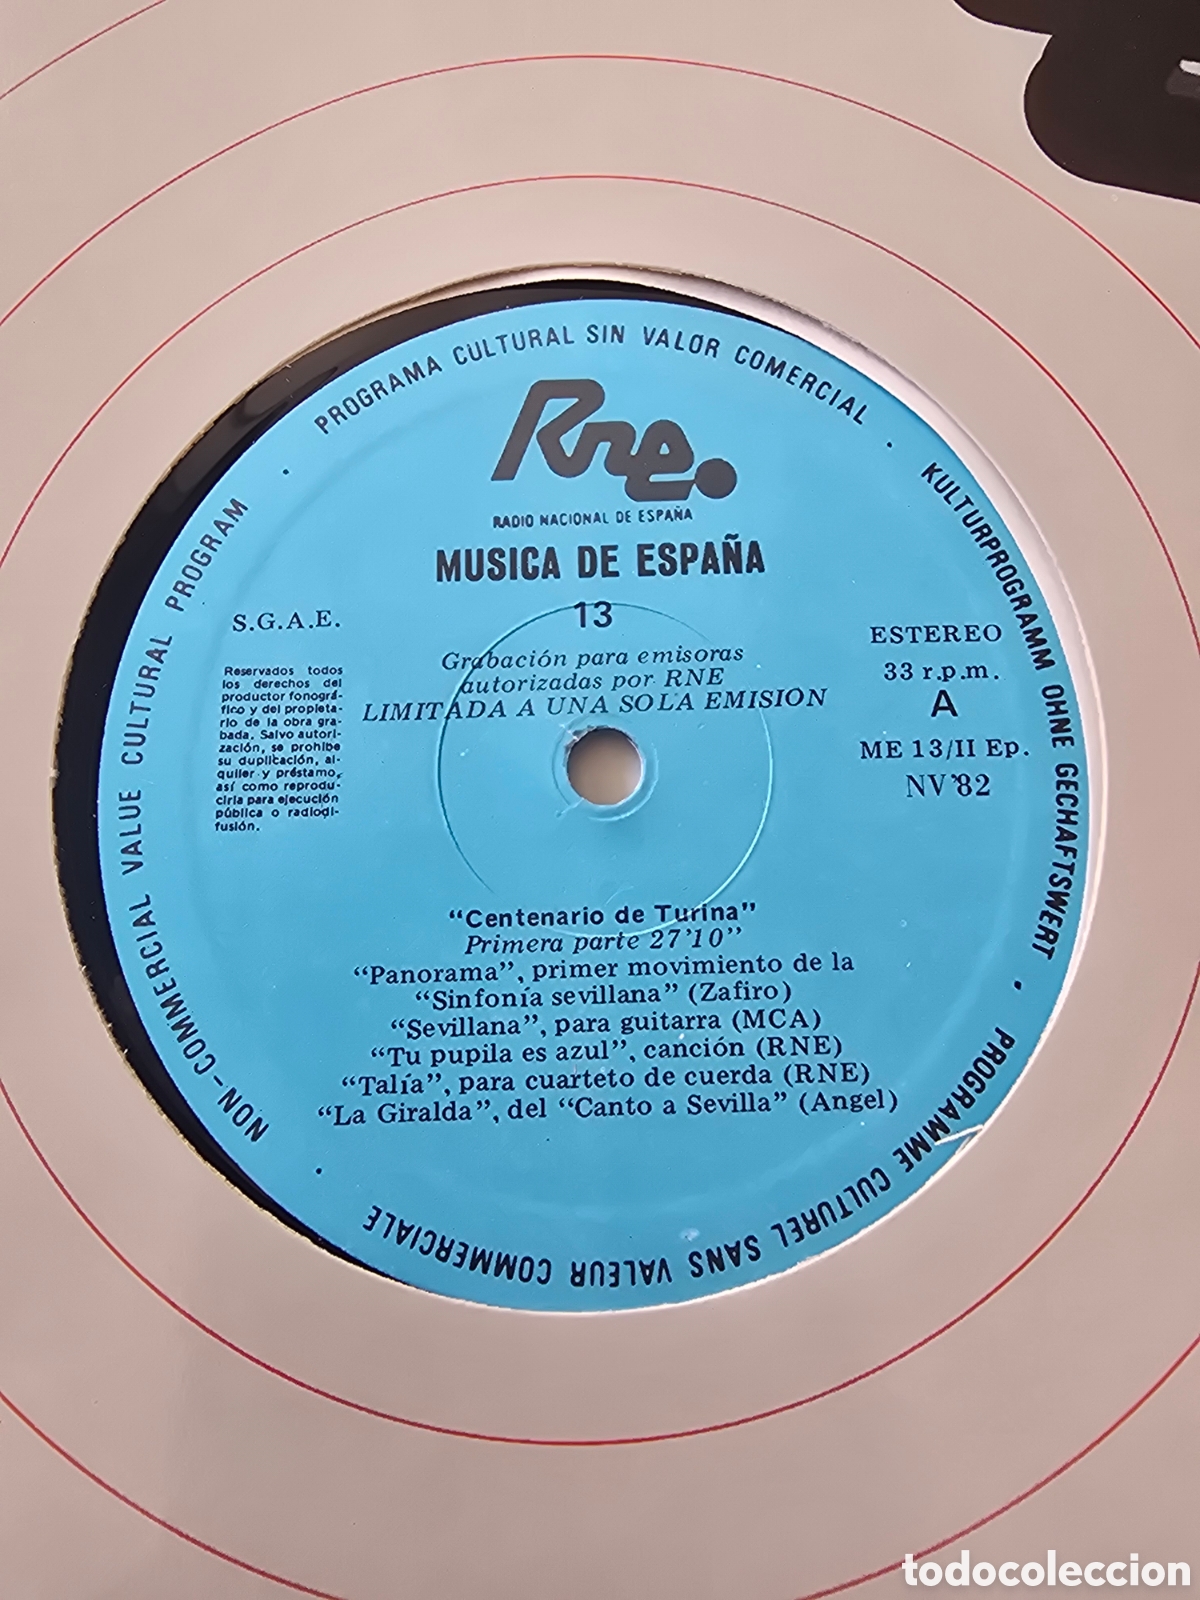 PROGRAMA CULTURAL SIN VALOR COMERCIAL ·
KULTURPROGRAMM OHNE GECHAFTSWERT ·
PROGRAMME CULTUREL SANS VALEUR COMMERCIALE ·
NON-COMMERCIAL VALUE CULTURAL PROGRAM ·
Rne.
RADIO NACIONAL DE ESPAÑA
MUSICA DE ESPAÑA
13
Grabación para emisoras
autorizadas por RNE
LIMITADA A UNA SOLA EMISION
S.G.A.E.
Reservados todos
los derechos del
productor fonográ-
fico y del propieta-
rio de la obra gra-
bada. Salvo autori-
zación, se prohibe
su duplicación, al-
quiler y préstamo,
así como reprodu-
cirla para ejecución
pública o radiodi-
fusión.
ESTEREO
33 r.p.m.
A
ME 13/II Ep.
NV'82
"Centenario de Turina"
Primera parte 27'10"
"Panorama", primer movimiento de la
"Sinfonía sevillana" (Zafiro)
"Sevillana", para guitarra (MCA)
"Tu pupila es azul", canción (RNE)
"Talía", para cuarteto de cuerda (RNE)
"La Giralda", del "Canto a Sevilla" (Angel)
todocoleccion